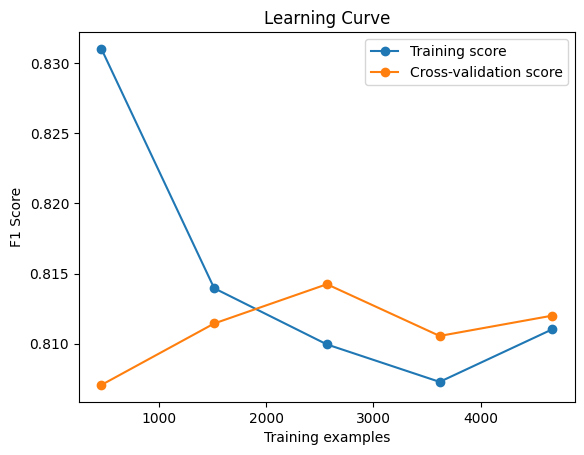 Learning Curve
Training score
Cross-validation score
0.830
0.825
0.820
0.815
0.810
F1 Score
1000 2000 3000 4000
Training examples